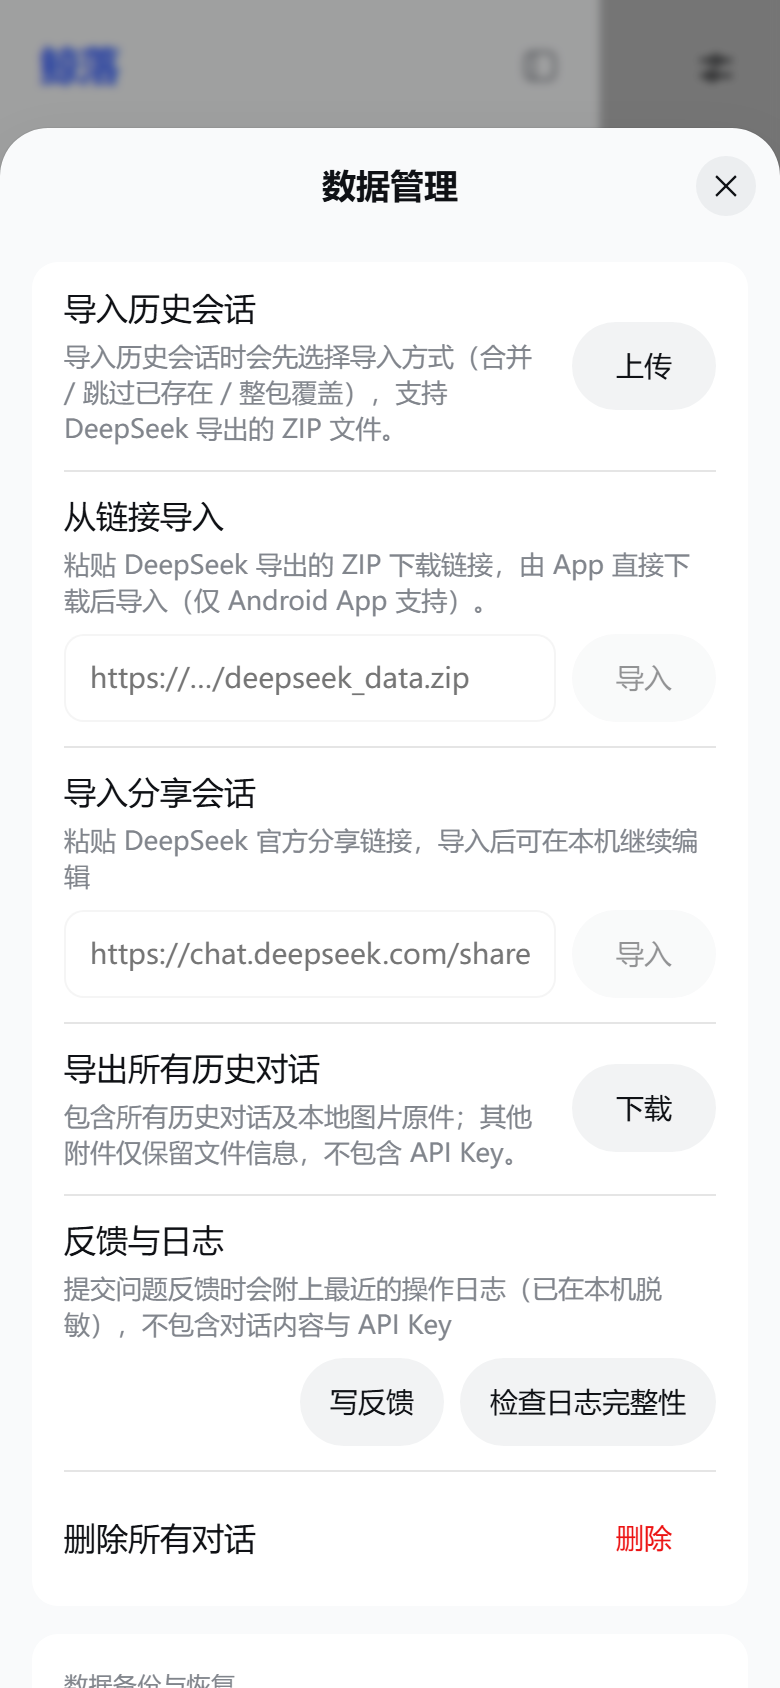 鲸落
数据管理
导入历史会话
导入历史会话时会先选择导入方式（合并
/ 跳过已存在 / 整包覆盖），支持
DeepSeek 导出的 ZIP 文件。
上传
从链接导入
粘贴 DeepSeek 导出的 ZIP 下载链接，由 App 直接下
载后导入（仅 Android App 支持）。
https://.../deepseek_data.zip
导入
导入分享会话
粘贴 DeepSeek 官方分享链接，导入后可在本机继续编
辑
https://chat.deepseek.com/share
导入
导出所有历史对话
包含所有历史对话及本地图片原件；其他
附件仅保留文件信息，不包含 API Key。
下载
反馈与日志
提交问题反馈时会附上最近的操作日志（已在本机脱
敏），不包含对话内容与 API Key
写反馈
检查日志完整性
删除所有对话
删除
数据备份与恢复